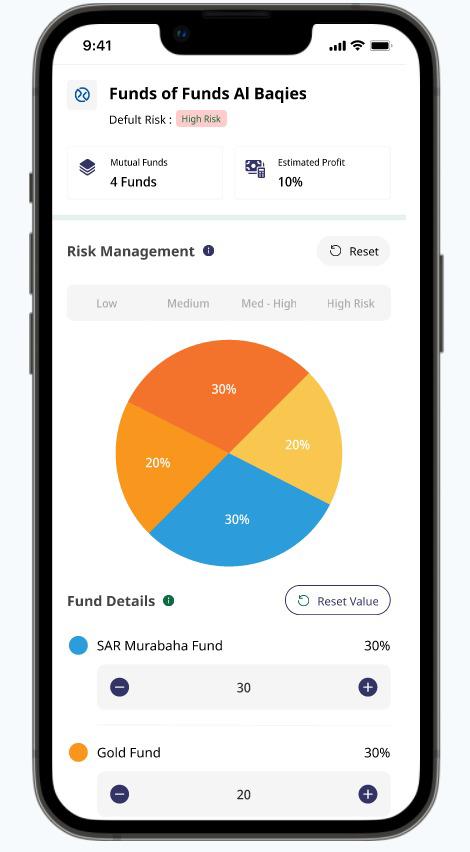 9:41
Funds of Funds Al Baqies
Defult Risk : High Risk
Mutual Funds
4 Funds
Estimated Profit
10%
Risk Management
Reset
Low Medium Med - High High Risk
30%
20%
20%
30%
Fund Details
Reset Value
SAR Murabaha Fund 30%
30
Gold Fund 30%
20